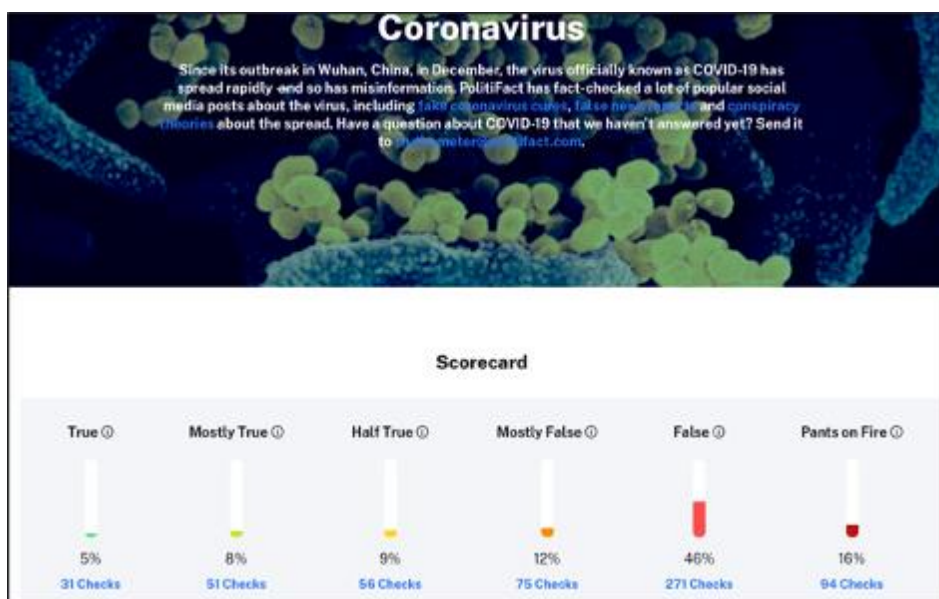 Coronavirus
Since its outbreak in Wuhan, China, in December, the virus officially known as COVID-19 has
spread rapidly and so has misinformation. PolitiFact has fact-checked a lot of popular social
media posts about the virus, including fake coronavirus cures, false news reports and conspiracy
theories about the spread. Have a question about COVID-19 that we haven't answered yet? Send it
to
Scorecard
True Mostly True Half True Mostly False False Pants on Fire
5% 8% 9% 12% 46% 16%
31 Checks 51 Checks 56 Checks 75 Checks 271 Checks 94 Checks